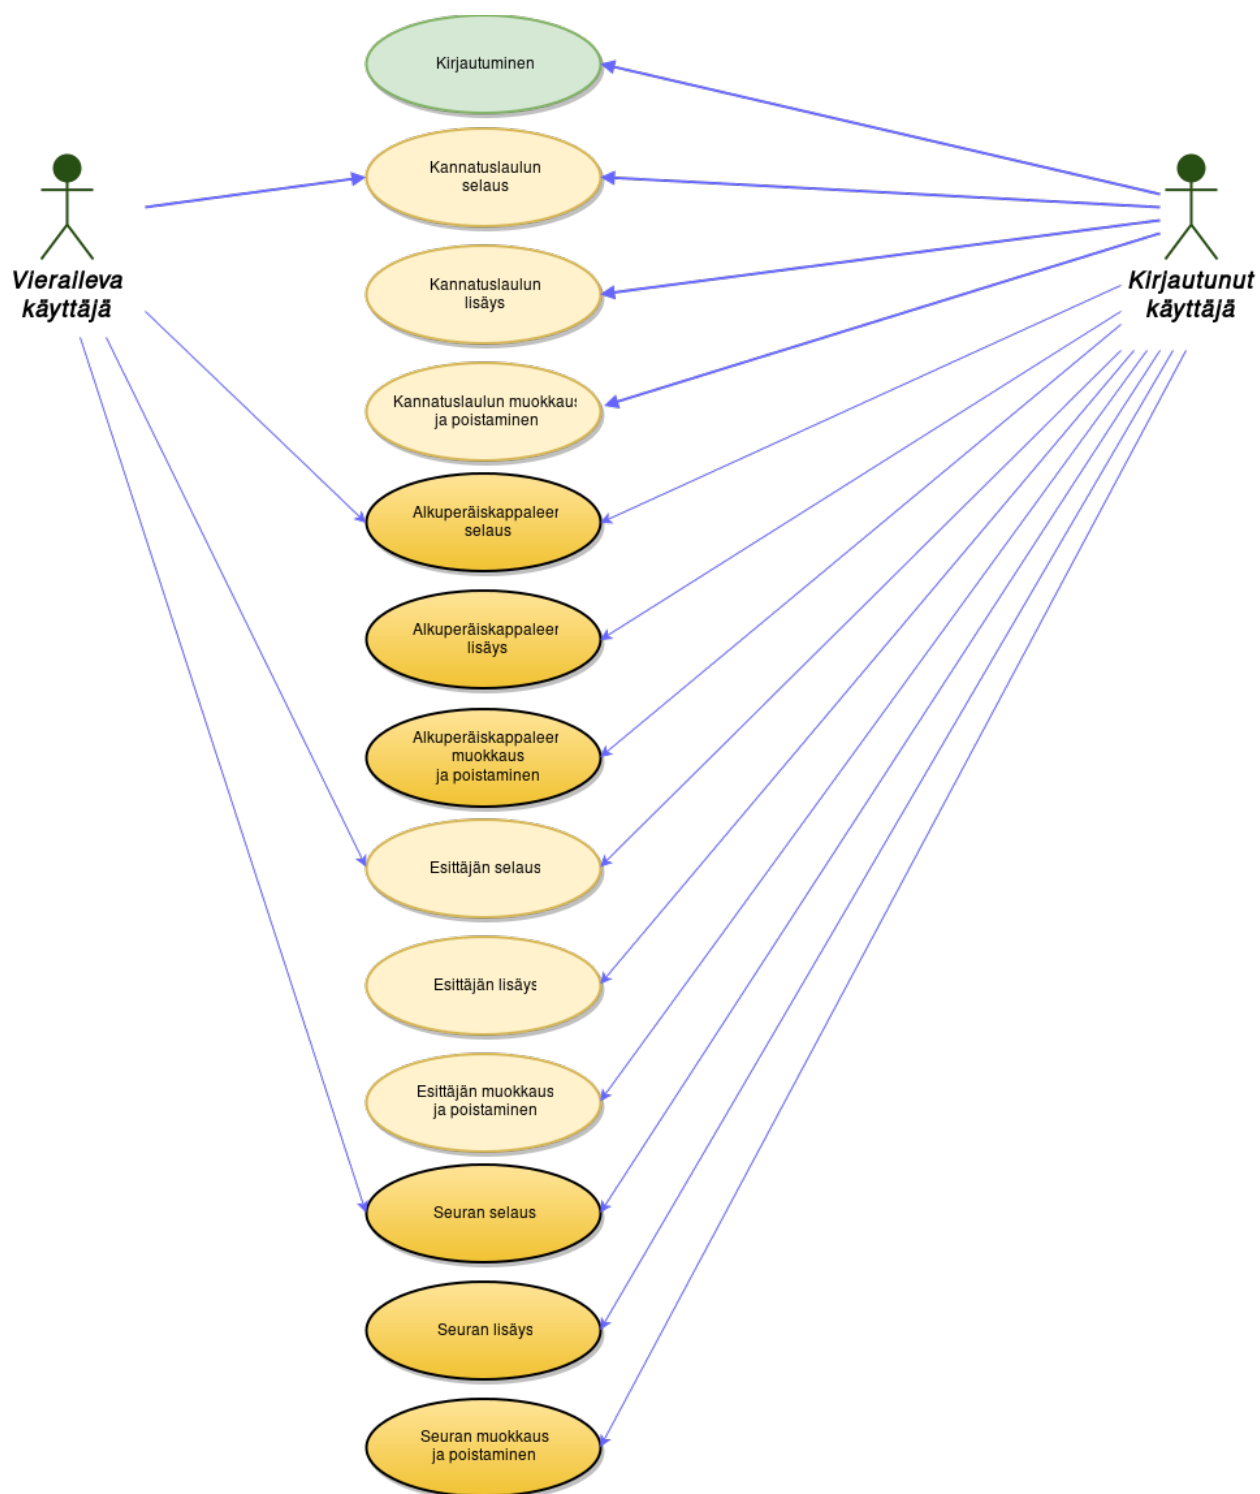 Kirjautuminen
Kannatuslaulun
selaus
Vieraileva
käyttäjä
Kirjautunut
käyttäjä
Kannatuslaulun
lisäys
Kannatuslaulun muokkaus
ja poistaminen
Alkuperäiskappaleen
selaus
Alkuperäiskappaleen
lisäys
Alkuperäiskappaleen
muokkaus
ja poistaminen
Esittäjän selaus
Esittäjän lisäys
Esittäjän muokkaus
ja poistaminen
Seuran selaus
Seuran lisäys
Seuran muokkaus
ja poistaminen